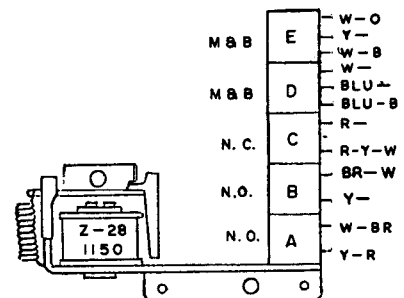 M & B E W-O
Y-
W-B
M & B D W-
BLU-
BLU-B
N.C. C R-
R-Y-W
N.O. B BR-W
Y-
N.O. A W-BR
Y-R
Z-28
1150